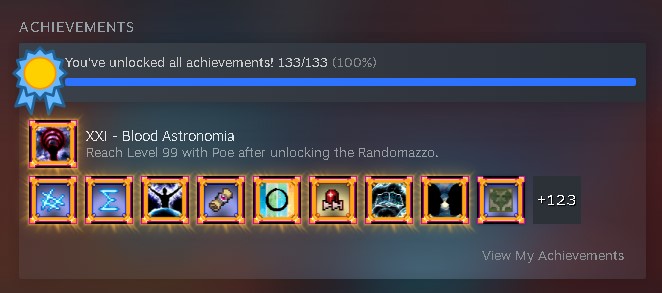 ACHIEVEMENTS
You've unlocked all achievements! 133/133 (100%)
XXI - Blood Astronomia
Reach Level 99 with Poe after unlocking the Randomazzo.
+123
View My Achievements